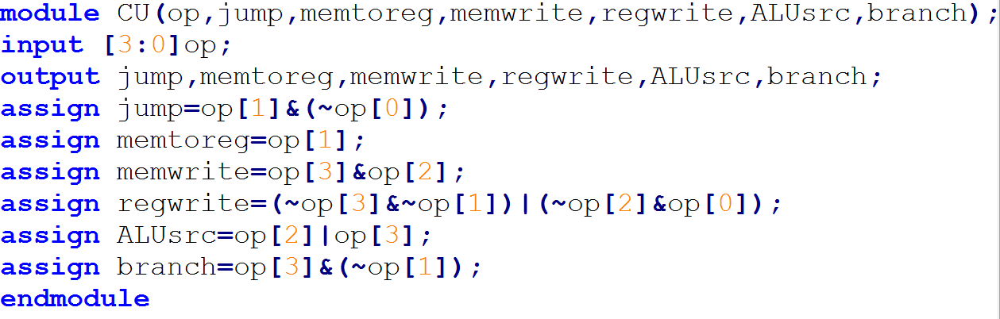 module CU(op,jump,memtoreg,memwrite,regwrite,ALUsrc,branch);
input [3:0]op;
output jump,memtoreg,memwrite,regwrite,ALUsrc,branch;
assign jump=op[1]&(~op[0]);
assign memtoreg=op[1];
assign memwrite=op[3]&op[2];
assign regwrite=(~op[3]&~op[1])|(~op[2]&op[0]);
assign ALUsrc=op[2]|op[3];
assign branch=op[3]&(~op[1]);
endmodule